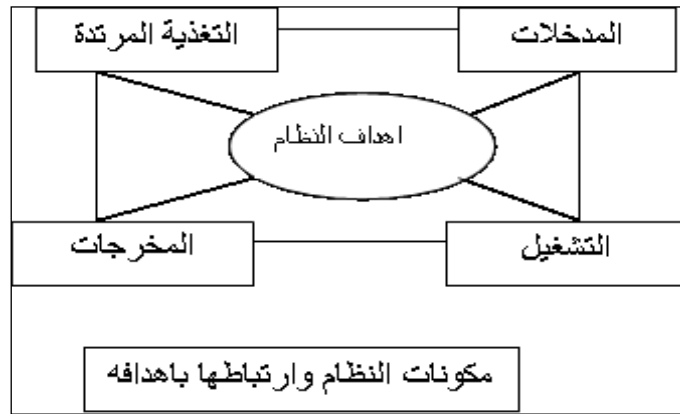 المدخلات
التغذية المرتدة
اهداف النظام
التشغيل
المخرجات
مكونات النظام وارتباطها باهدافه